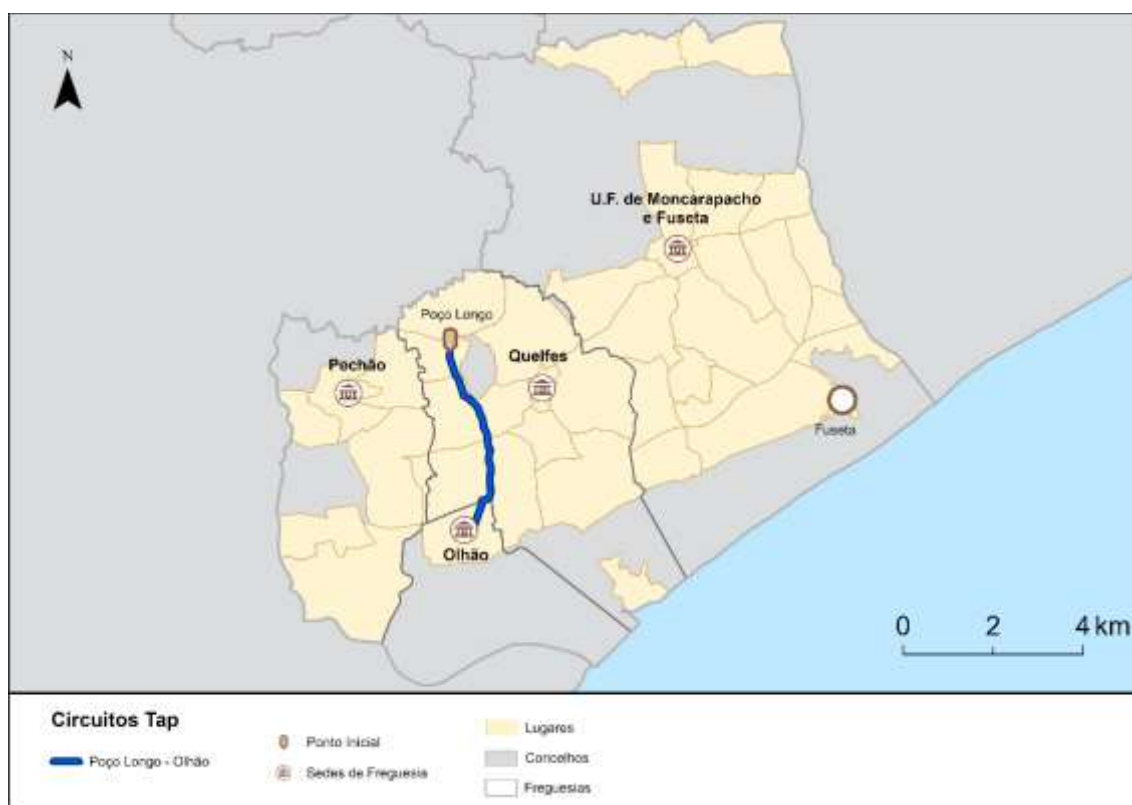 N
U.F. de Moncarapacho
e Fuseta
Poço Longo
Pechão
Quelfes
Fuseta
Olhão
0 2 4 km
Circuitos Tap
Poço Longo - Olhão
Ponto Inicial
Sedes de Freguesia
Lugares
Concelhos
Freguesias